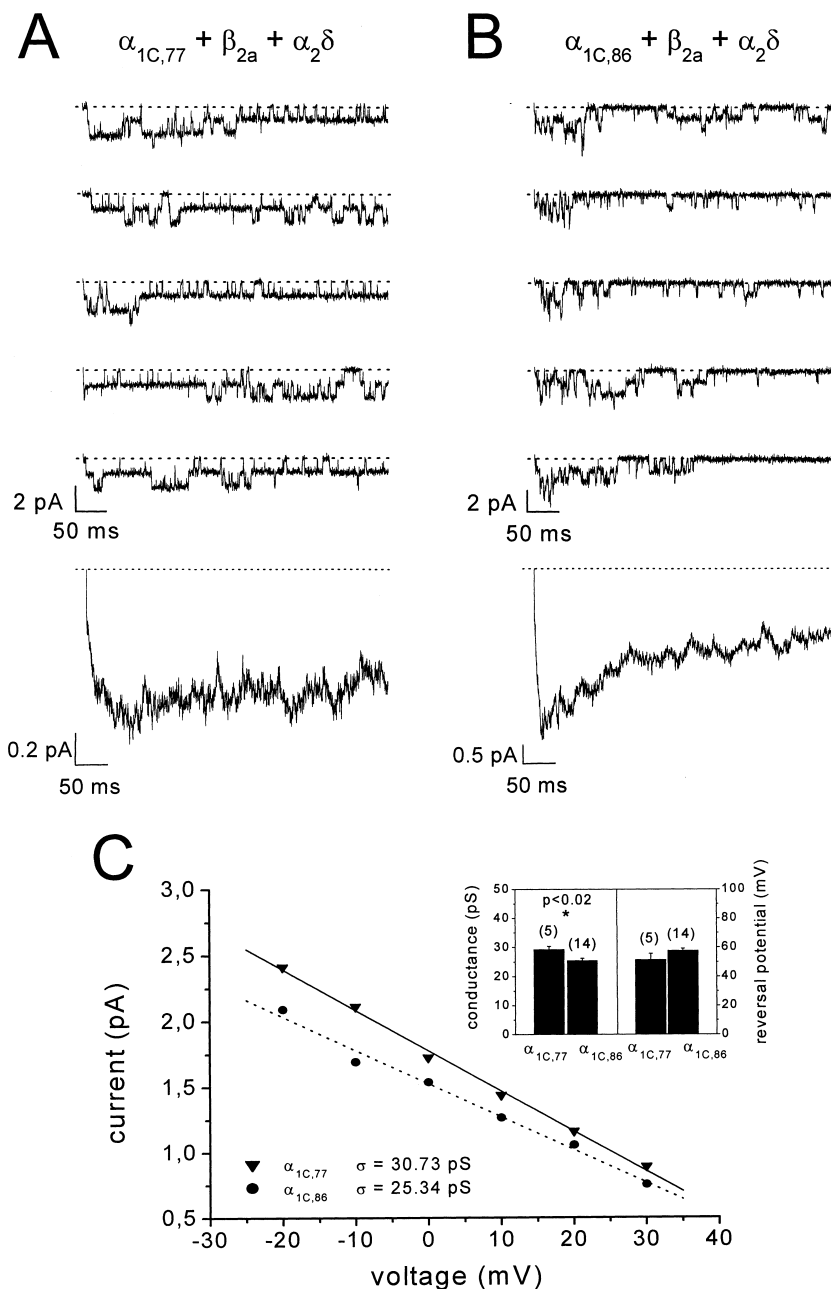 A
α1C,77 + β2a + α2δ
B
α1C,86 + β2a + α2δ
2 pA
50 ms
2 pA
50 ms
0.2 pA
50 ms
0.5 pA
50 ms
C
current (pA)
3,0
2,5
2,0
1,5
1,0
0,5
-30
-20
-10
0
10
20
30
40
voltage (mV)
α1C,77 σ = 30.73 pS
α1C,86 σ = 25.34 pS
conductance (pS)
50
40
30
20
10
0
p<0.02
*
(5)
(14)
(5)
(14)
100
80
60
40
20
0
reversal potential (mV)
α1C,77
α1C,86
α1C,77
α1C,86